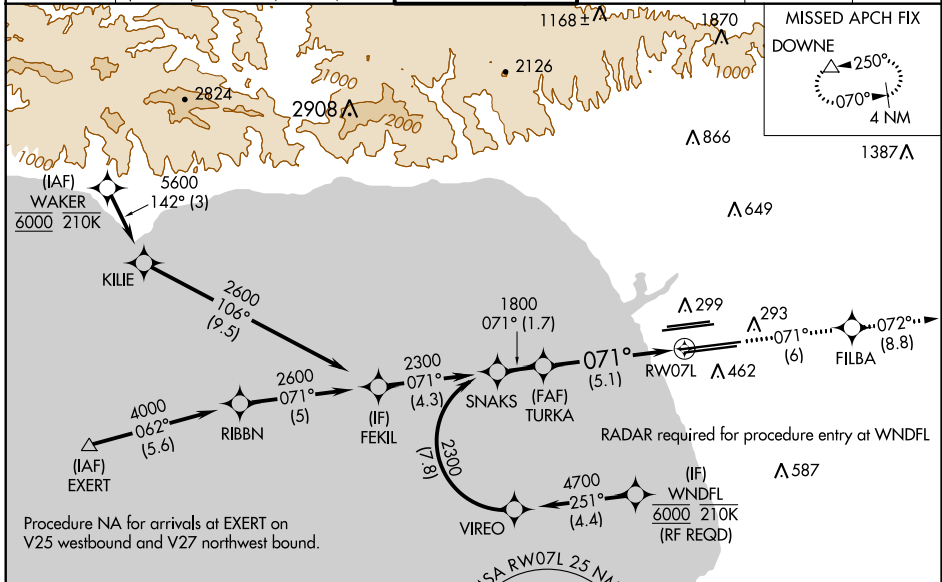 1168 ±
1870
MISSED APCH FIX
DOWNE
250°
070°
4 NM
1000
2126
1000
2824
2908
2000
866
1387
1000
(IAF)
WAKER
6000 210K
5600
142° (3)
649
KILIE
2600
106°
(9.5)
1800
071° (1.7)
299
293
071°
(6)
072°
(8.8)
FILBA
2300
071°
(4.3)
071°
(5.1)
RW07L
462
2600
071°
(5)
SNAKS
(FAF)
TURKA
4000
062°
(5.6)
RIBBN
(IF)
FEKIL
RADAR required for procedure entry at WNDFL
(IAF)
EXERT
2300
(7.8)
587
4700
251°
(4.4)
(IF)
WNDFL
6000 210K
(RF REQD)
VIREO
Procedure NA for arrivals at EXERT on
V25 westbound and V27 northwest bound.
RW07L 25